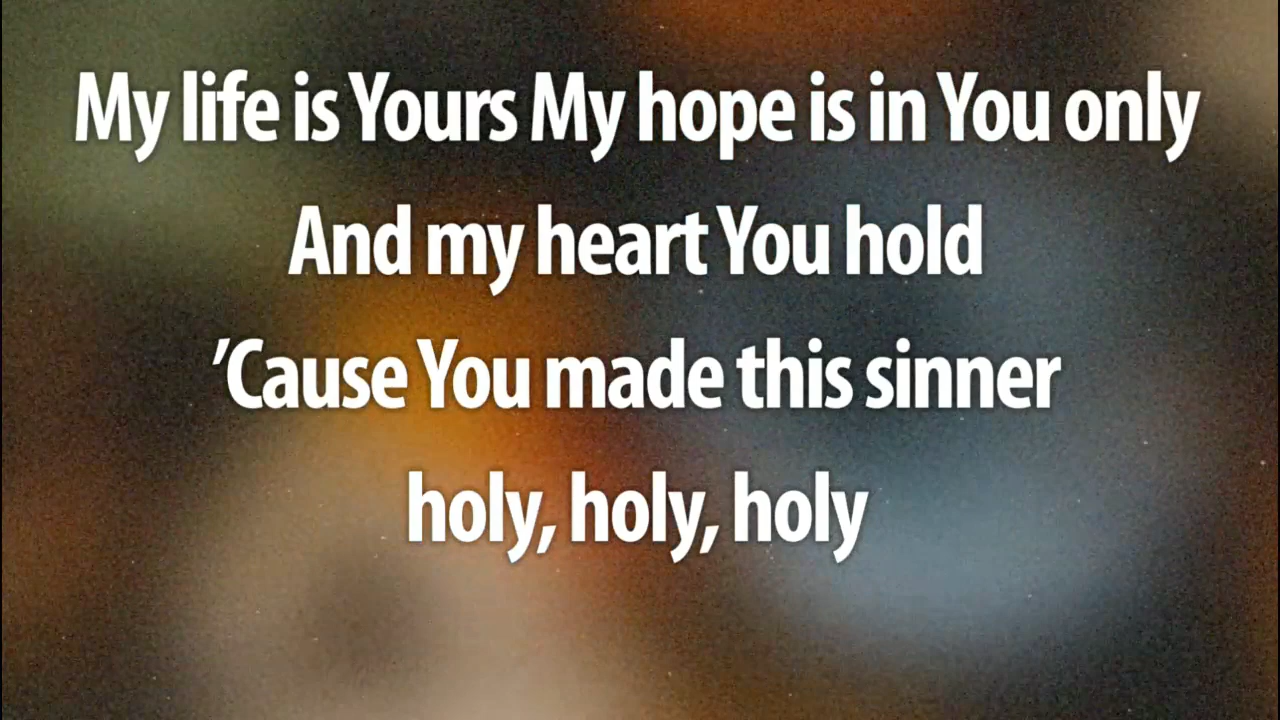 My life is Yours My hope is in You only
And my heart You hold
’Cause You made this sinner
holy, holy, holy